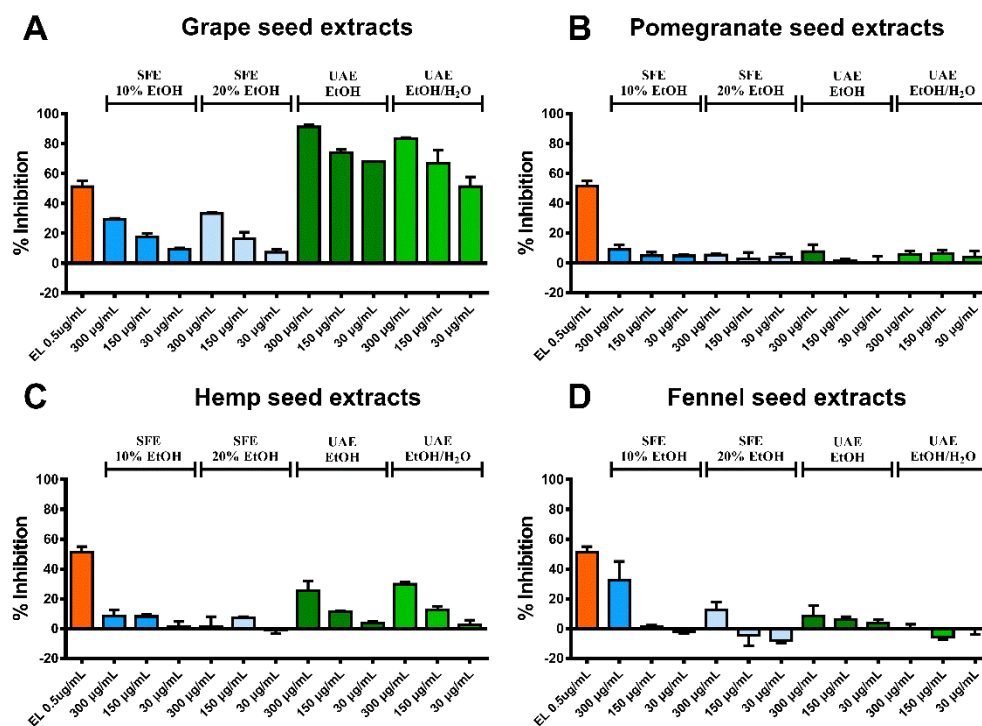 A Grape seed extracts
SFE SFE UAE UAE
10% EtOH 20% EtOH EtOH EtOH/H₂O
100
80
60
40
20
0
-20
% Inhibition
EL 0.5ug/mL 300 µg/mL 150 µg/mL 30 µg/mL 300 µg/mL 150 µg/mL 30 µg/mL 300 µg/mL 150 µg/mL 30 µg/mL 300 µg/mL 150 µg/mL 30 µg/mL
B Pomegranate seed extracts
SFE SFE UAE UAE
10% EtOH 20% EtOH EtOH EtOH/H₂O
100
80
60
40
20
0
-20
% Inhibition
EL 0.5ug/mL 300 µg/mL 150 µg/mL 30 µg/mL 300 µg/mL 150 µg/mL 30 µg/mL 300 µg/mL 150 µg/mL 30 µg/mL 300 µg/mL 150 µg/mL 30 µg/mL
C Hemp seed extracts
SFE SFE UAE UAE
10% EtOH 20% EtOH EtOH EtOH/H₂O
100
80
60
40
20
0
-20
% Inhibition
EL 0.5ug/mL 300 µg/mL 150 µg/mL 30 µg/mL 300 µg/mL 150 µg/mL 30 µg/mL 300 µg/mL 150 µg/mL 30 µg/mL 300 µg/mL 150 µg/mL 30 µg/mL
D Fennel seed extracts
SFE SFE UAE UAE
10% EtOH 20% EtOH EtOH EtOH/H₂O
100
80
60
40
20
0
-20
% Inhibition
EL 0.5ug/mL 300 µg/mL 150 µg/mL 30 µg/mL 300 µg/mL 150 µg/mL 30 µg/mL 300 µg/mL 150 µg/mL 30 µg/mL 300 µg/mL 150 µg/mL 30 µg/mL